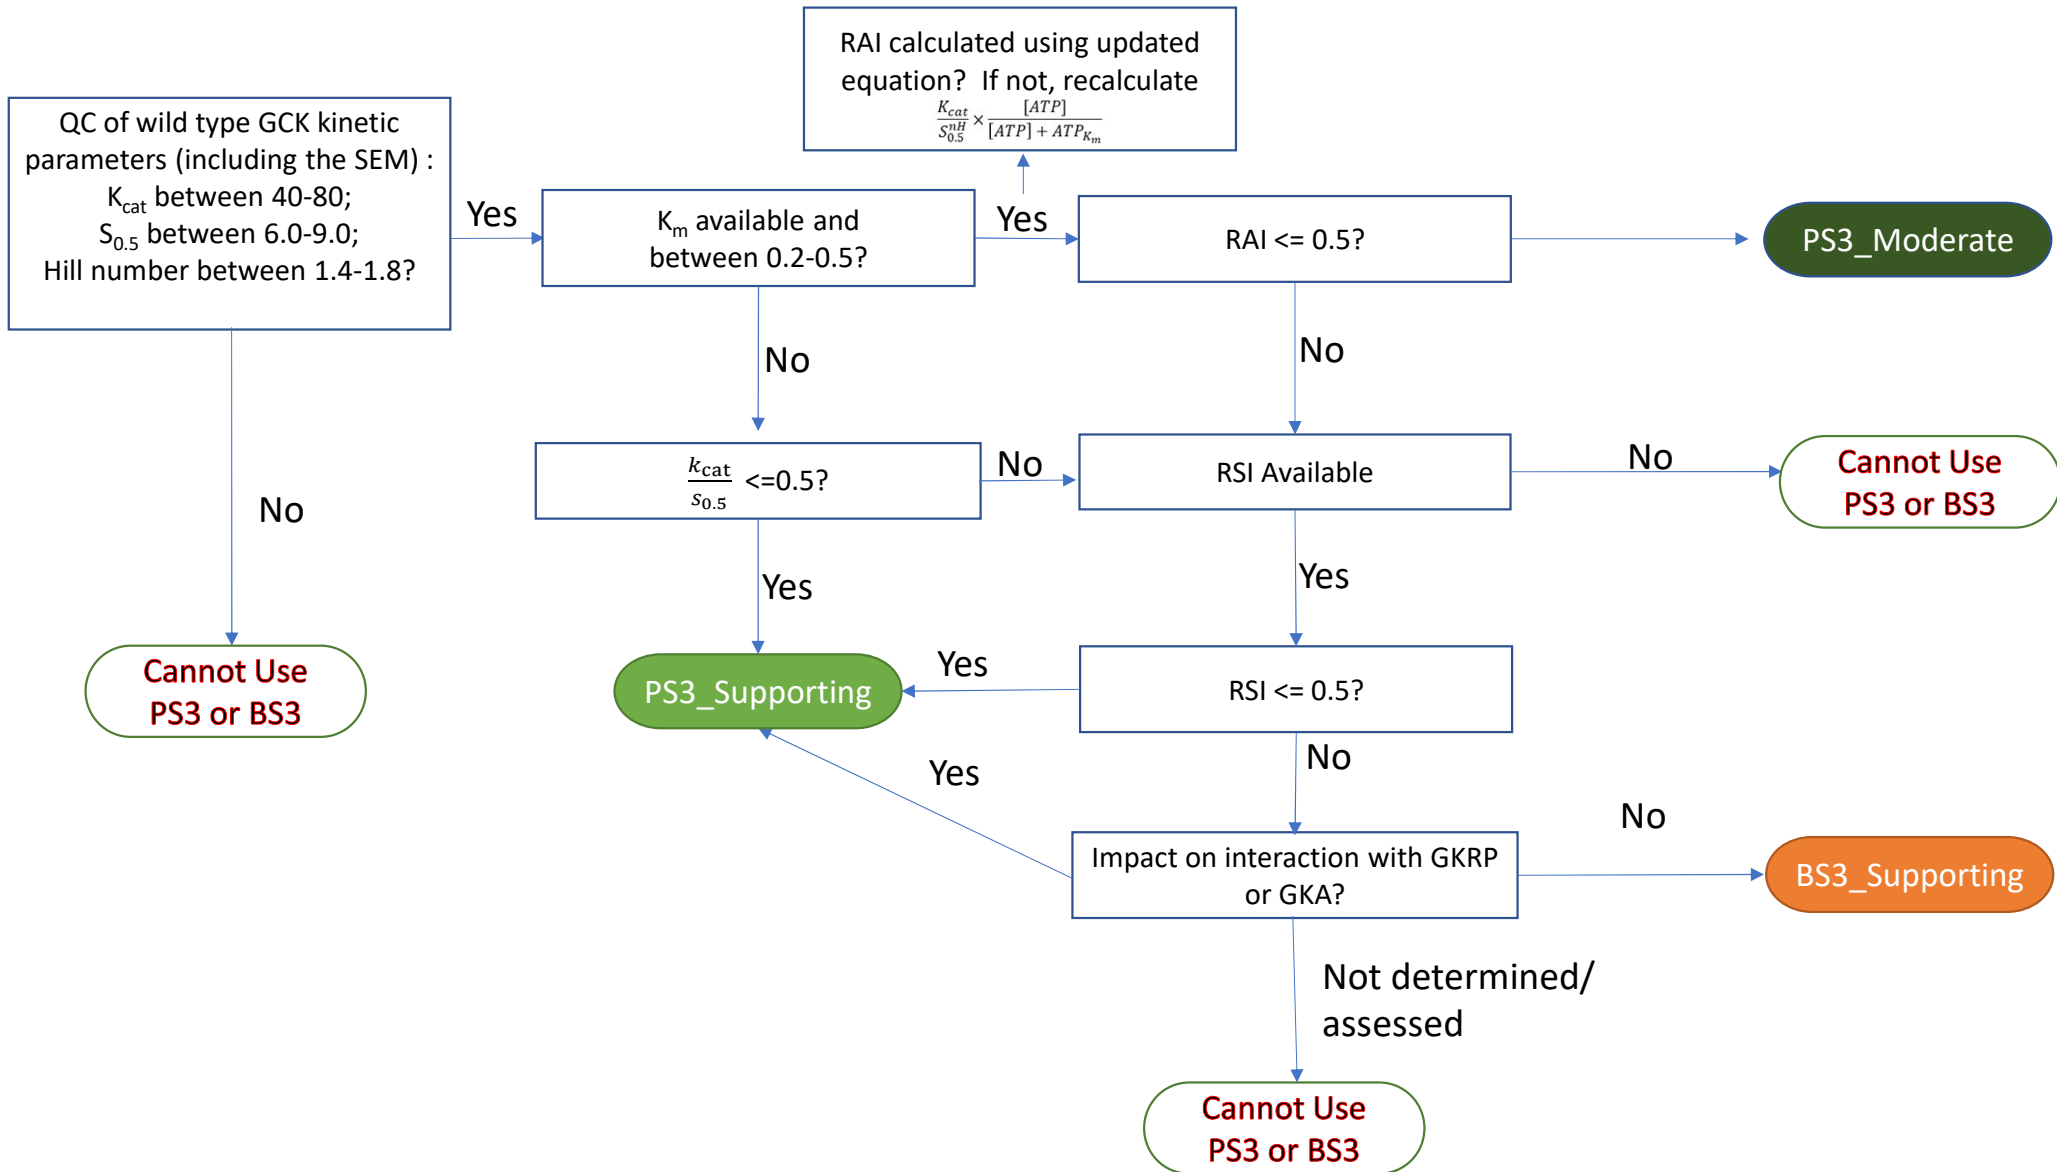 RAI calculated using updated
equation?  If not, recalculate
K_cat / S_0.5^nH × [ATP] / [ATP] + ATP_K_m
QC of wild type GCK kinetic
parameters (including the SEM) :
K_cat between 40-80;
S_0.5 between 6.0-9.0;
Hill number between 1.4-1.8?
Yes
K_m available and
between 0.2-0.5?
Yes
RAI <= 0.5?
PS3_Moderate
No
No
No
k_cat / s_0.5 <=0.5?
No
RSI Available
No
Cannot Use
PS3 or BS3
Yes
Yes
Cannot Use
PS3 or BS3
PS3_Supporting
Yes
RSI <= 0.5?
Yes
No
No
Impact on interaction with GKRP
or GKA?
BS3_Supporting
Not determined/
assessed
Cannot Use
PS3 or BS3